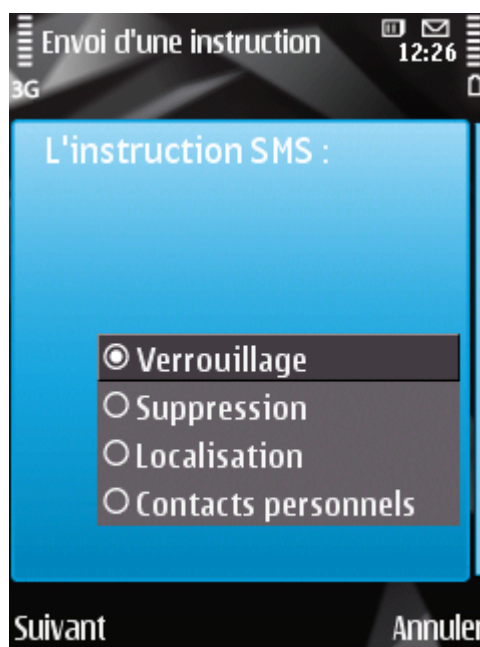 Envoi d'une instruction
12:26
3G
L'instruction SMS :
Verrouillage
Suppression
Localisation
Contacts personnels
Suivant
Annuler